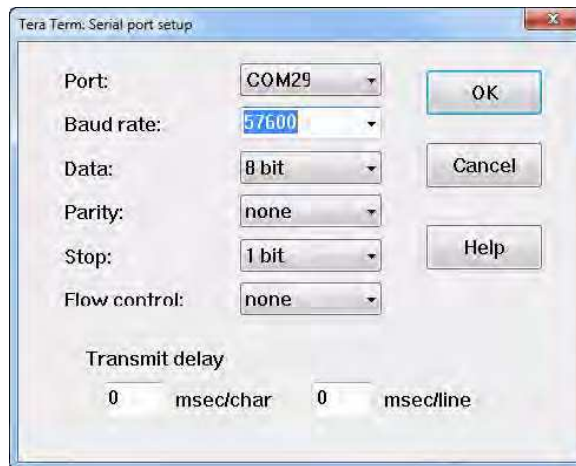 Tera Term: Serial port setup
Port: COM29 OK
Baud rate: 57600
Data: 8 bit Cancel
Parity: none
Stop: 1 bit Help
Flow control: none
Transmit delay
0 msec/char 0 msec/line